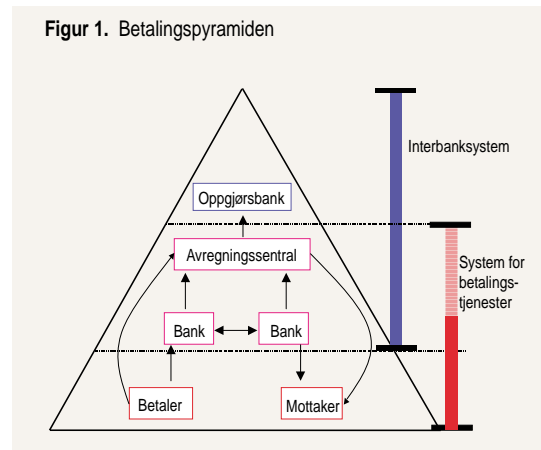 Figur 1. Betalingspyramiden
Interbanksystem
Oppgjørsbank
Avregningssentral
System for
betalings-
tjenester
Bank
Bank
Betaler
Mottaker